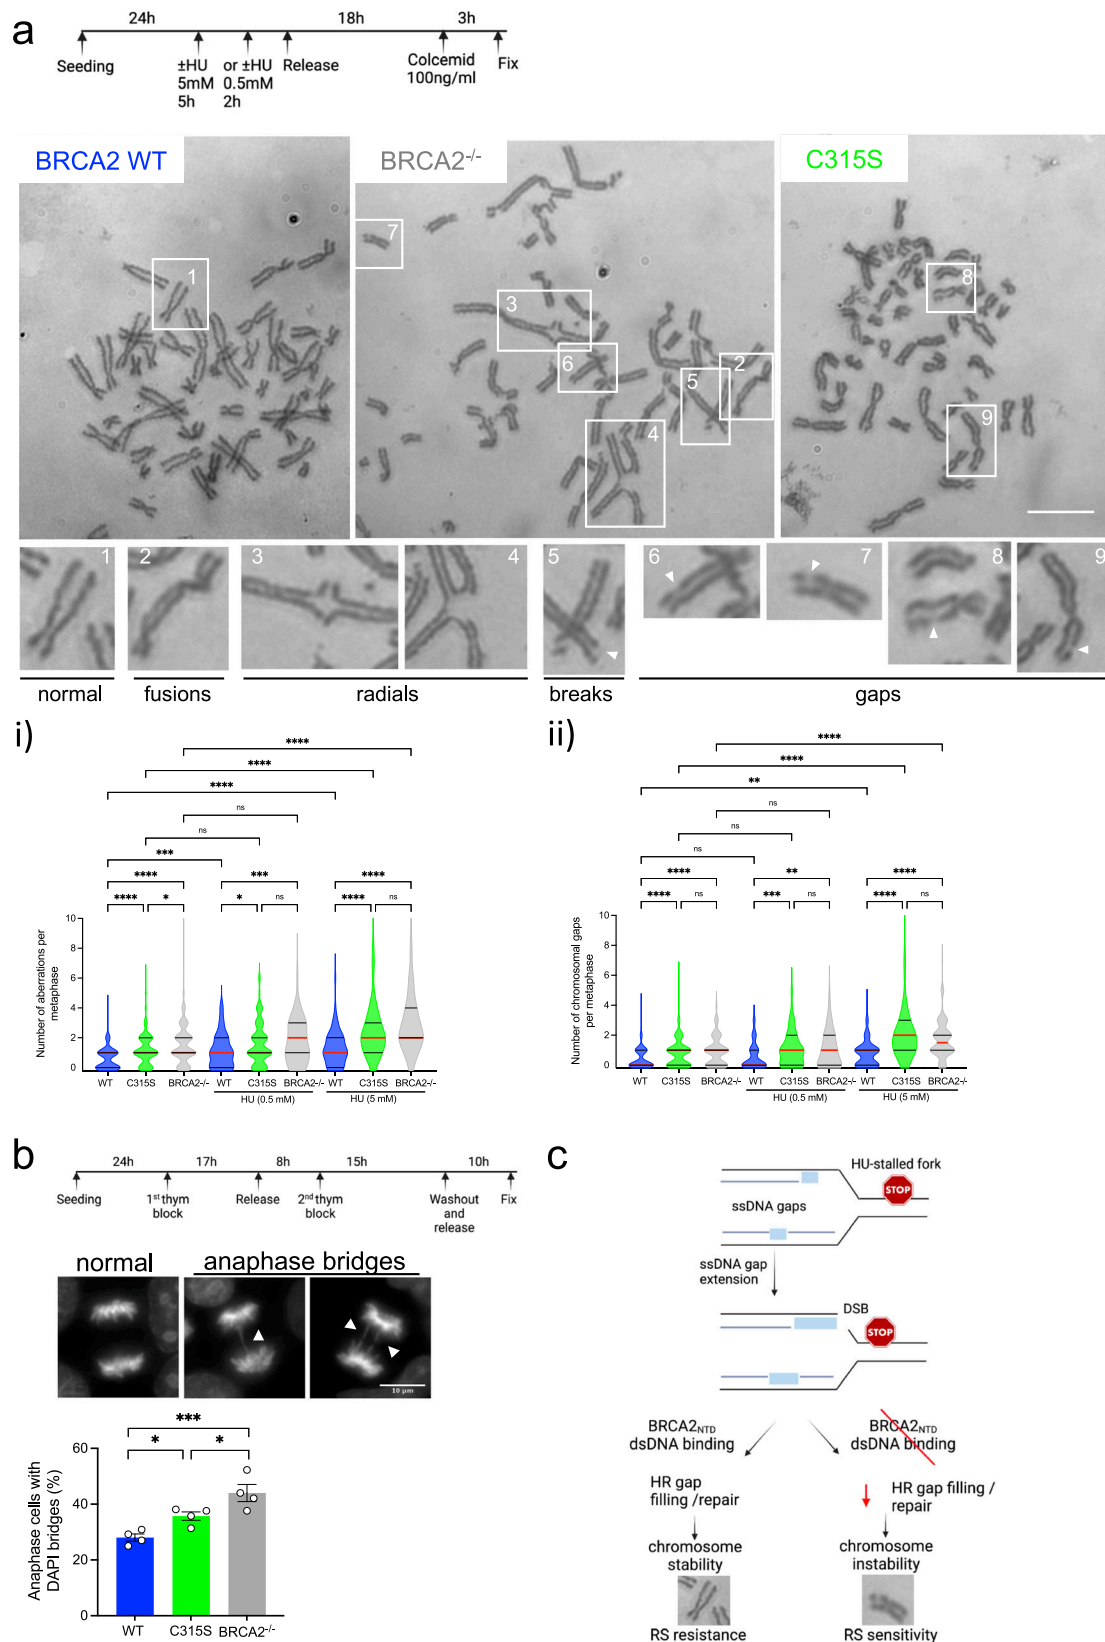 a
24h 18h 3h
Seeding ±HU or ±HU Release Colcemid Fix
5mM 0.5mM 100ng/ml
5h 2h
BRCA2 WT BRCA2-/- C315S
1
7
3
6
5
2
4
8
9
1 2 3 4 5 6 7 8 9
normal fusions radials breaks gaps
i)
****
****
****
ns
ns
***
**** *** ****
**** * * ns **** ns
Number of aberrations per
metaphase
10
8
6
4
2
0
WT C315S BRCA2-/- WT C315S BRCA2-/- WT C315S BRCA2-/-
HU (0.5 mM) HU (5 mM)
ii)
****
****
**
ns
ns
ns
**** ** ****
**** ns *** ns **** ns
Number of chromosomal gaps
per metaphase
10
8
6
4
2
0
WT C315S BRCA2-/- WT C315S BRCA2-/- WT C315S BRCA2-/-
HU (0.5 mM) HU (5 mM)
b
24h 17h 8h 15h 10h
Seeding 1st thym Release 2nd thym Washout Fix
block block and
release
normal anaphase bridges
10 µm
***
* *
Anaphase cells with
DAPI bridges (%)
60
40
20
0
WT C315S BRCA2-/-
c
HU-stalled fork
STOP
ssDNA gaps
ssDNA gap
extension
DSB
STOP
BRCA2NTD BRCA2NTD
dsDNA binding dsDNA binding
HR gap HR gap filling /
filling /repair repair
chromosome chromosome
stability instability
RS resistance RS sensitivity